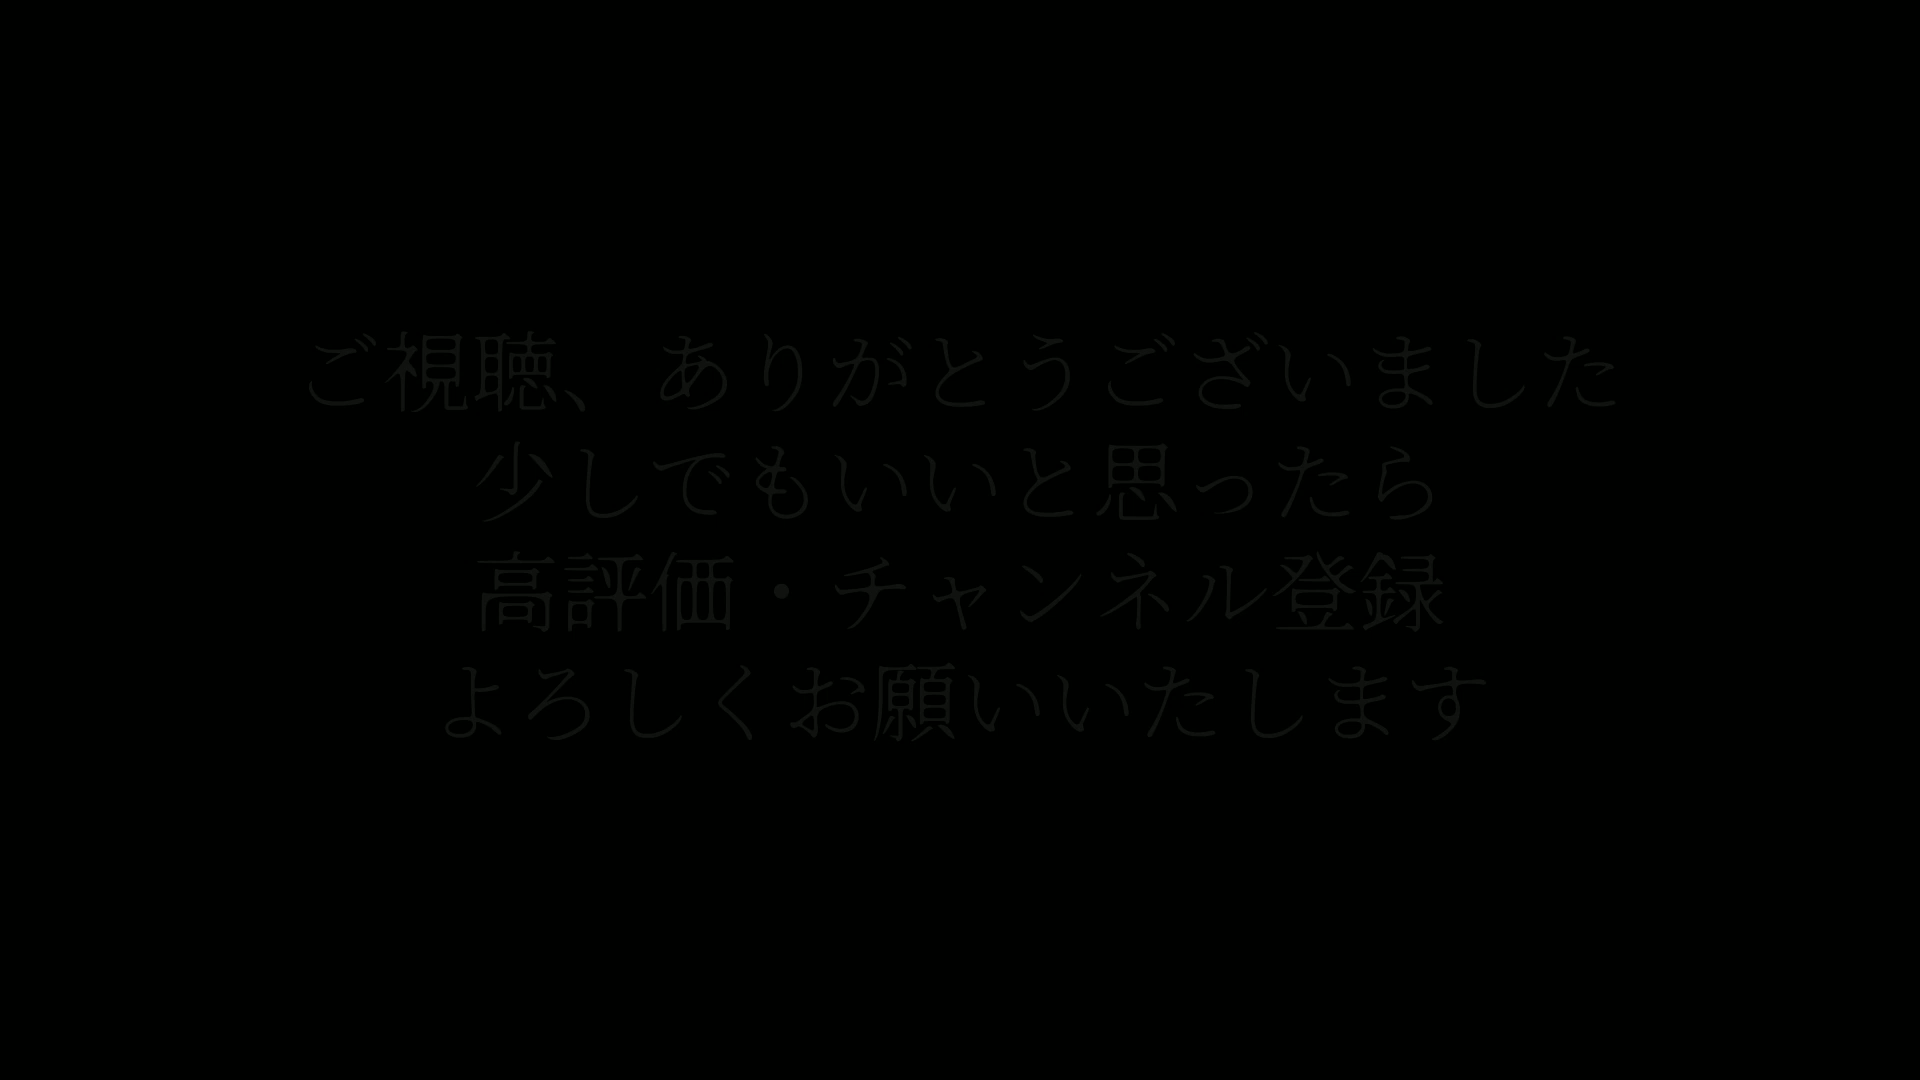 ご視聴、ありがとうございました
少しでもいいと思ったら
高評価・チャンネル登録
よろしくお願いいたします